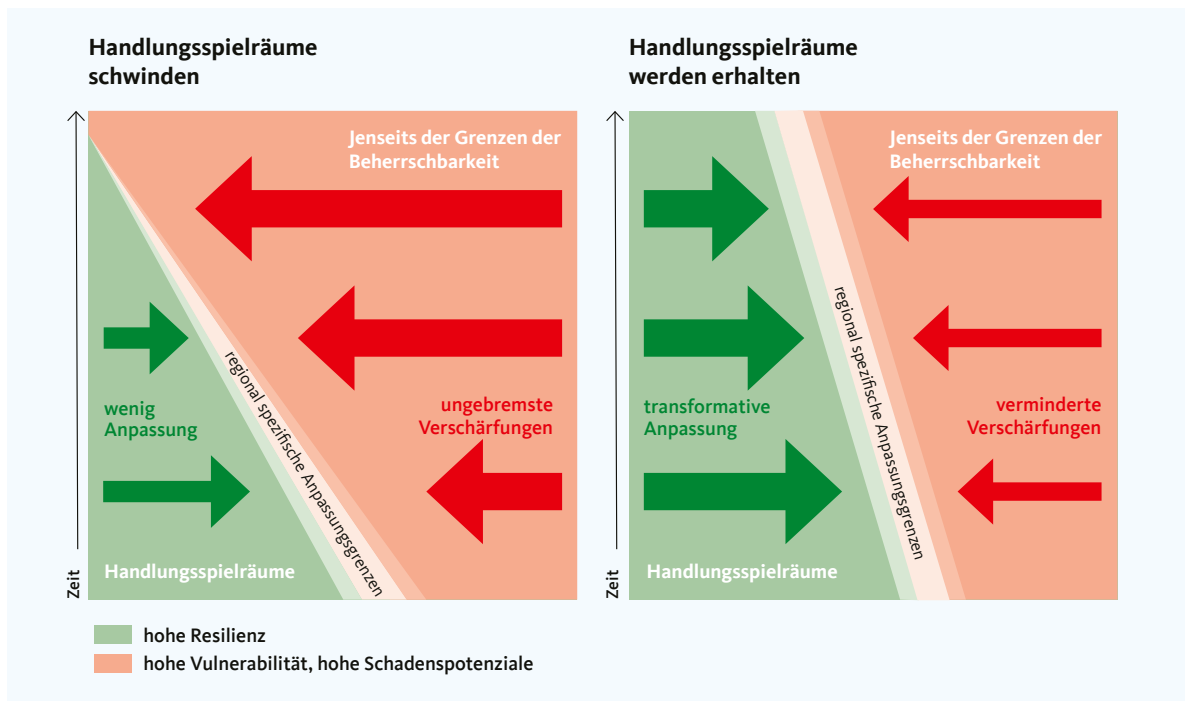 Handlungsspielräume
schwinden
Zeit
Jenseits der Grenzen der
Beherrschbarkeit
wenig
Anpassung
regional spezifische Anpassungsgrenzen
ungebremste
Verschärfungen
Handlungsspielräume
Handlungsspielräume
werden erhalten
Zeit
Jenseits der Grenzen der
Beherrschbarkeit
transformative
Anpassung
regional spezifische Anpassungsgrenzen
verminderte
Verschärfungen
Handlungsspielräume
hohe Resilienz
hohe Vulnerabilität, hohe Schadenspotenziale